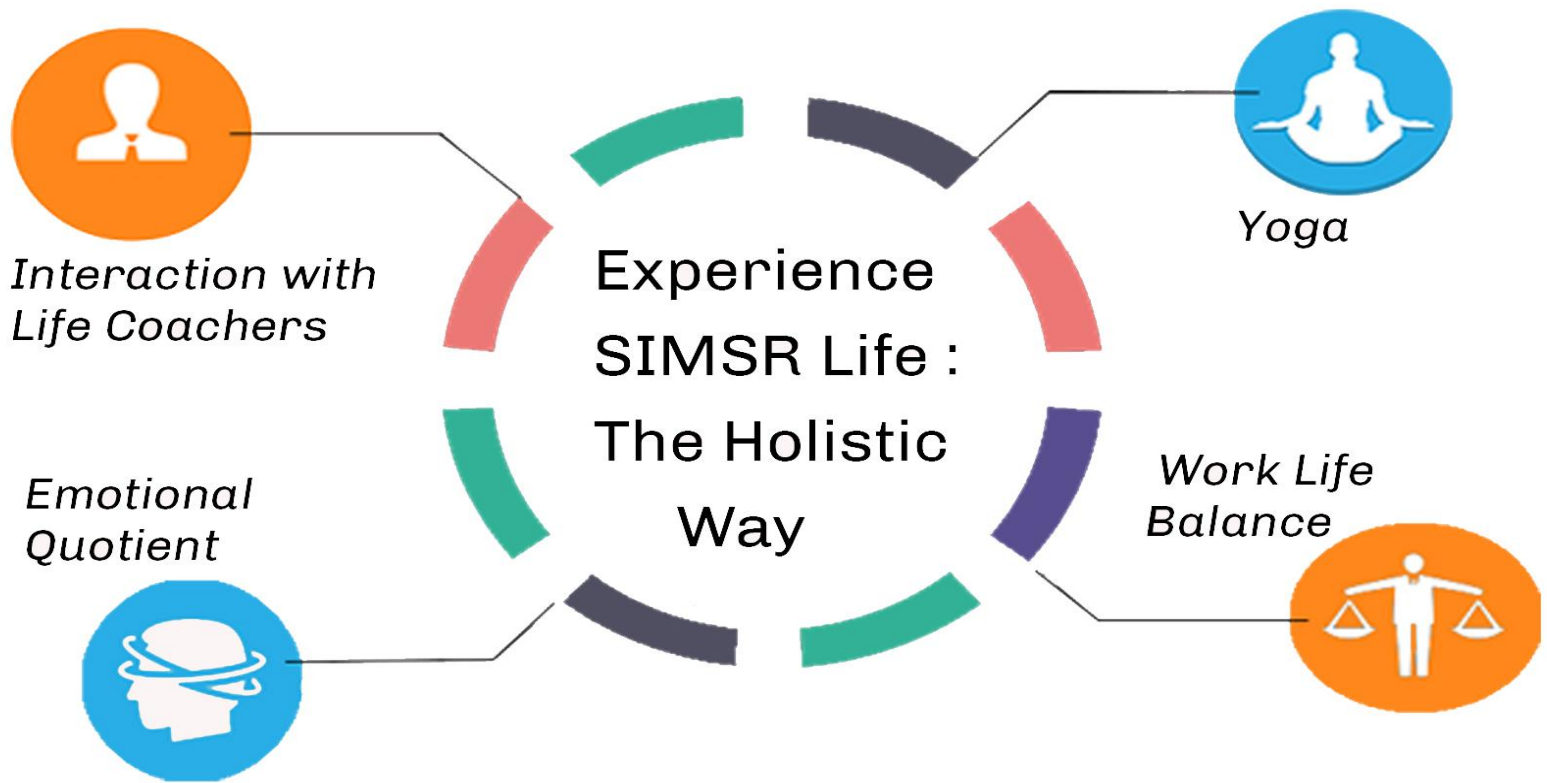 Interaction with
Life Coachers
Yoga
Experience
SIMSR Life :
The Holistic
Way
Emotional
Quotient
Work Life
Balance